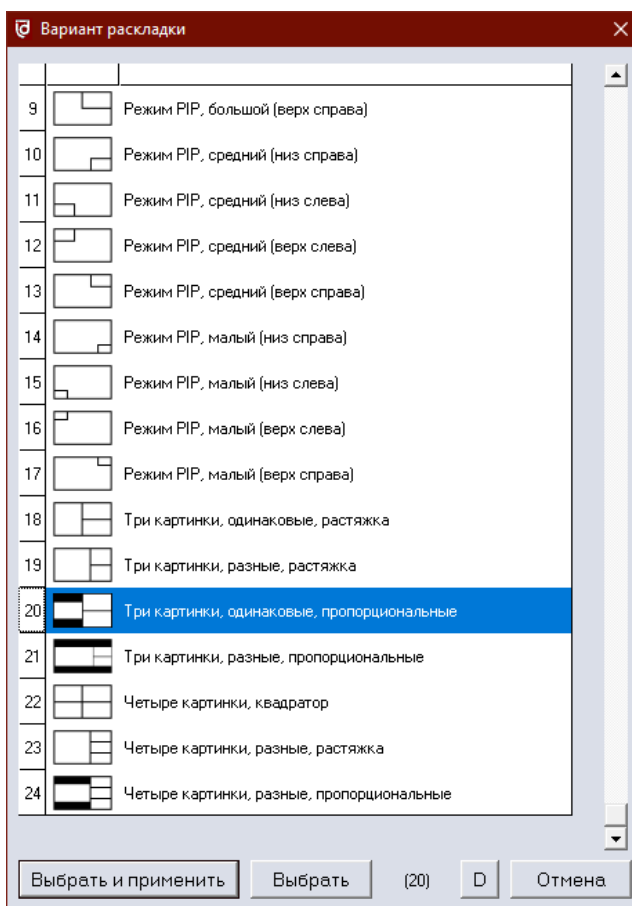 Вариант раскладки
9 Режим PIP, большой (верх справа)
10 Режим PIP, средний (низ справа)
11 Режим PIP, средний (низ слева)
12 Режим PIP, средний (верх слева)
13 Режим PIP, средний (верх справа)
14 Режим PIP, малый (низ справа)
15 Режим PIP, малый (низ слева)
16 Режим PIP, малый (верх слева)
17 Режим PIP, малый (верх справа)
18 Три картинки, одинаковые, растяжка
19 Три картинки, разные, растяжка
20 Три картинки, одинаковые, пропорциональные
21 Три картинки, разные, пропорциональные
22 Четыре картинки, квадратор
23 Четыре картинки, разные, растяжка
24 Четыре картинки, разные, пропорциональные
Выбрать и применить Выбрать (20) D Отмена